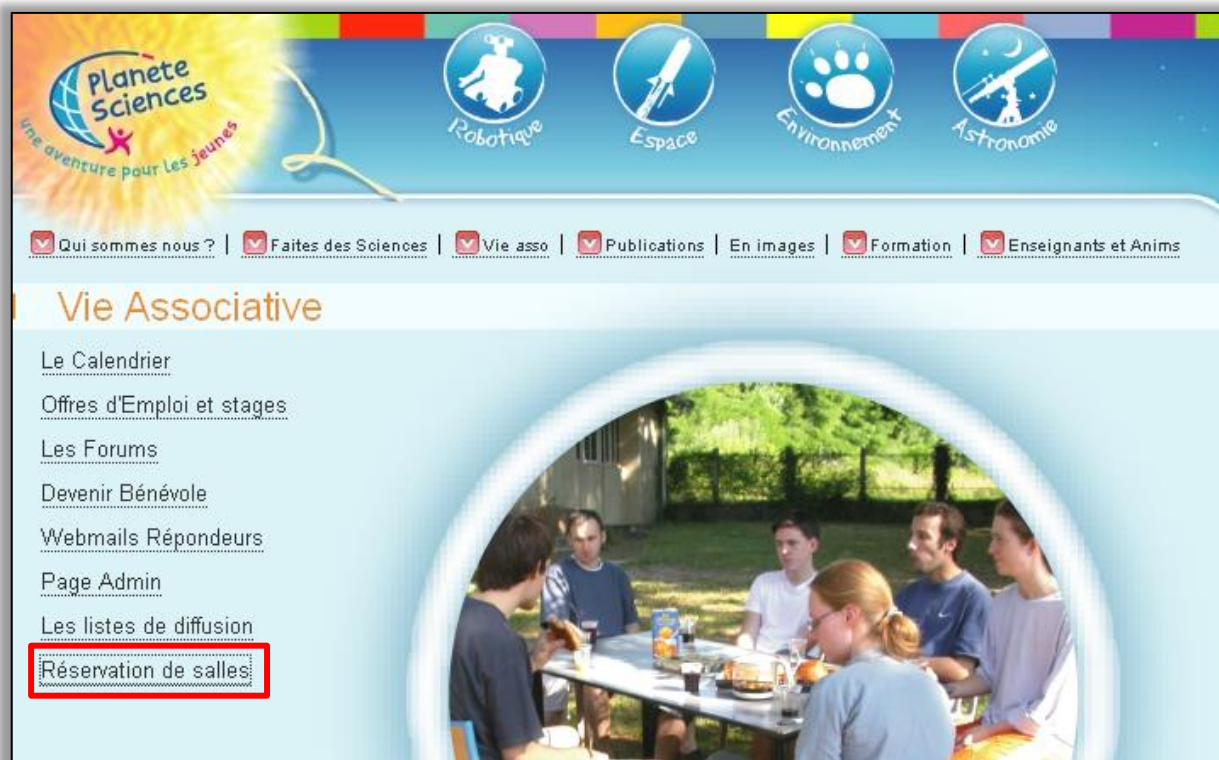 Planète
Sciences
une aventure pour les jeunes
Robotique
Espace
Environnement
Astronomie
Qui sommes nous ? | Faites des Sciences | Vie asso | Publications | En images | Formation | Enseignants et Anims
Vie Associative
Le Calendrier
Offres d'Emploi et stages
Les Forums
Devenir Bénévole
Webmails Répondeurs
Page Admin
Les listes de diffusion
Réservation de salles